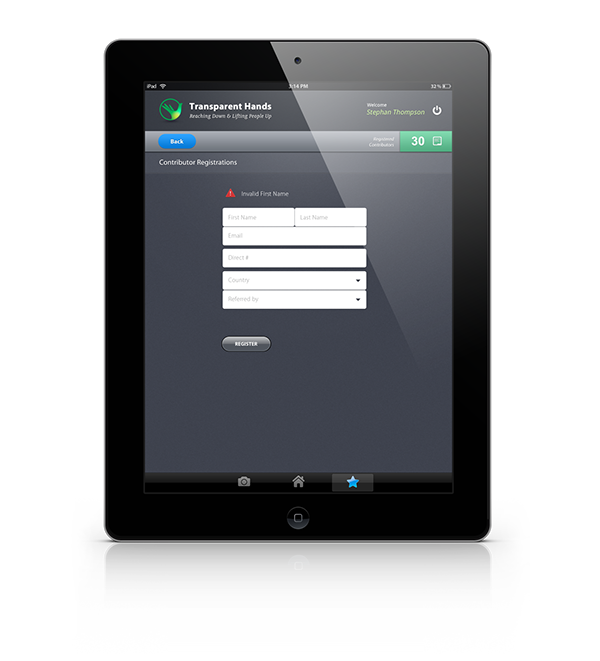 iPad 3:14 PM 32%
Transparent Hands
Reaching Down & Lifting People Up
Welcome
Stephan Thompson
Back
Registered
Contributors
30
Contributor Registrations
Invalid First Name
First Name Last Name
Email
Direct #
Country
Referred by
REGISTER